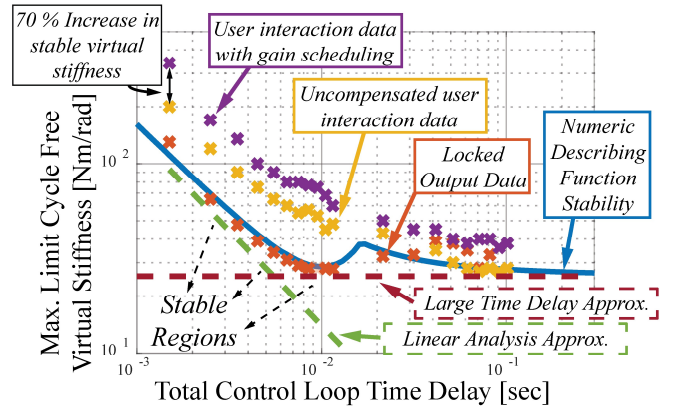 70 % Increase in
stable virtual
stiffness
User interaction data
with gain scheduling
Uncompensated user
interaction data
Locked
Output Data
Numeric
Describing
Function
Stability
Max. Limit Cycle Free
Virtual Stiffness [Nm/rad]
10^2
10^1
Stable
Regions
Large Time Delay Approx.
Linear Analysis Approx.
10^-3
10^-2
10^-1
Total Control Loop Time Delay [sec]